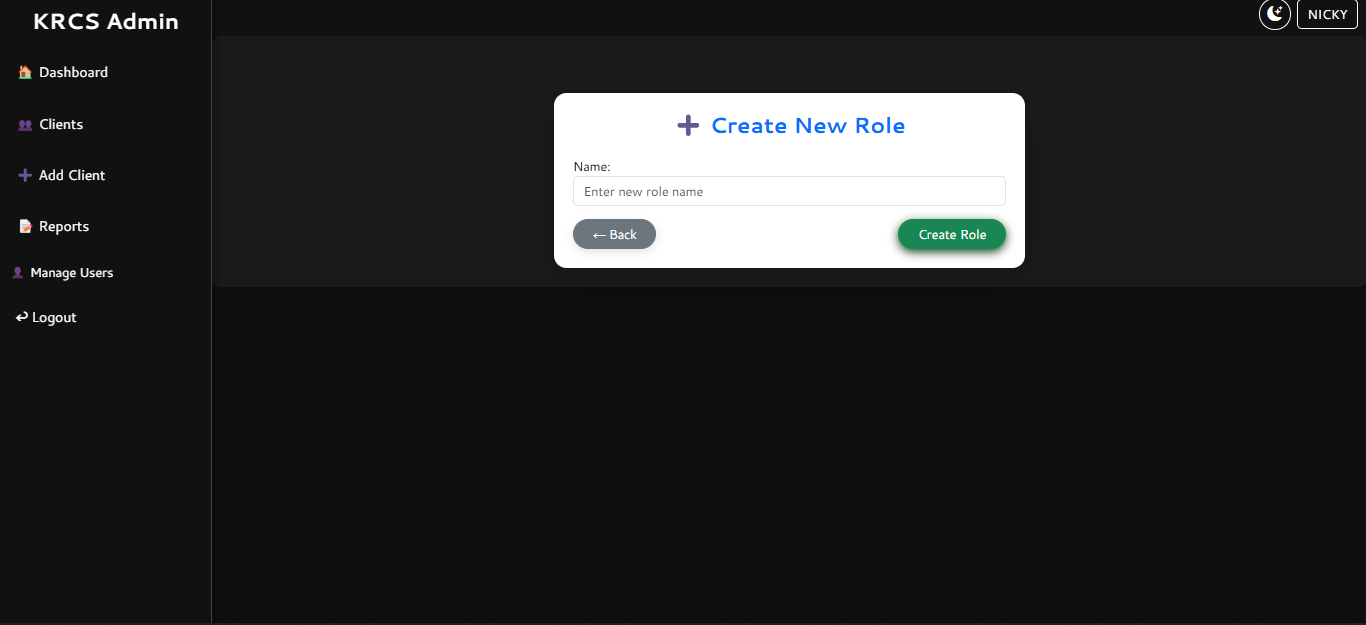 KRCS Admin
NICKY
Dashboard
Clients
Add Client
Reports
Manage Users
Logout
Create New Role
Name:
Enter new role name
← Back
Create Role